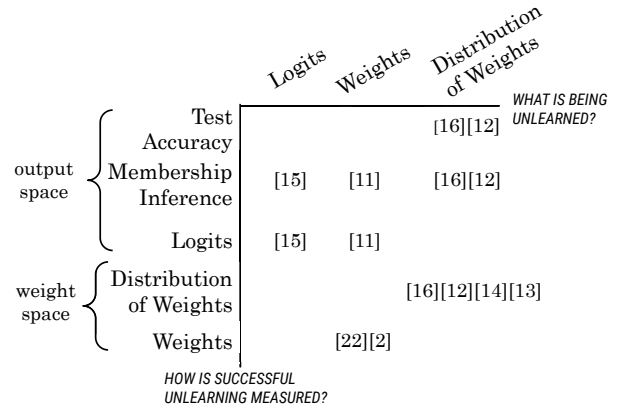 Logits Weights Distribution
of Weights
WHAT IS BEING
UNLEARNED?
Test
Accuracy
[16][12]
output
space
Membership
Inference
[15] [11] [16][12]
Logits [15] [11]
weight
space
Distribution
of Weights
[16][12][14][13]
Weights [22][2]
HOW IS SUCCESSFUL
UNLEARNING MEASURED?